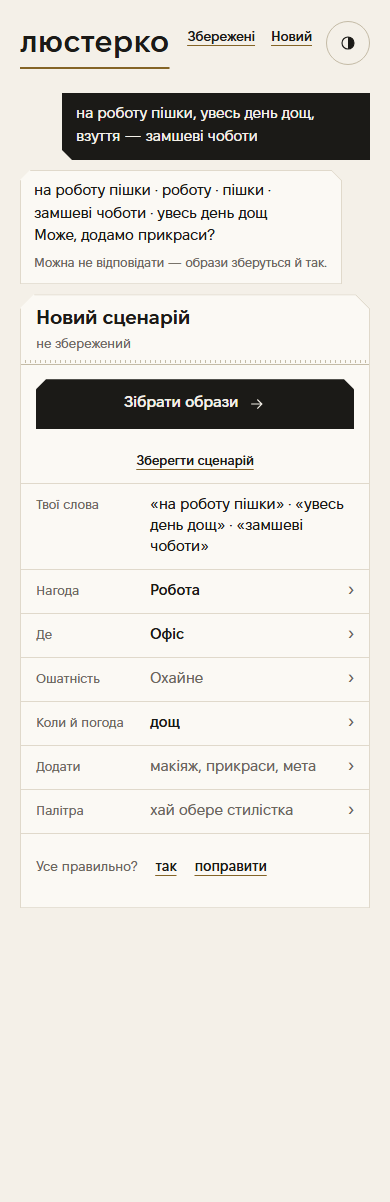 люстерко
Збережені
Новий
на роботу пішки, увесь день дощ,
взуття — замшеві чоботи
на роботу пішки · роботу · пішки ·
замшеві чоботи · увесь день дощ
Може, додамо прикраси?
Можна не відповідати — образи зберуться й так.
Новий сценарій
не збережений
Зібрати образи →
Зберегти сценарій
Твої слова
«на роботу пішки» · «увесь
день дощ» · «замшеві
чоботи»
Нагода
Робота
Де
Офіс
Ошатність
Охайне
Коли й погода
дощ
Додати
макіяж, прикраси, мета
Палітра
хай обере стилістка
Усе правильно?
так
поправити